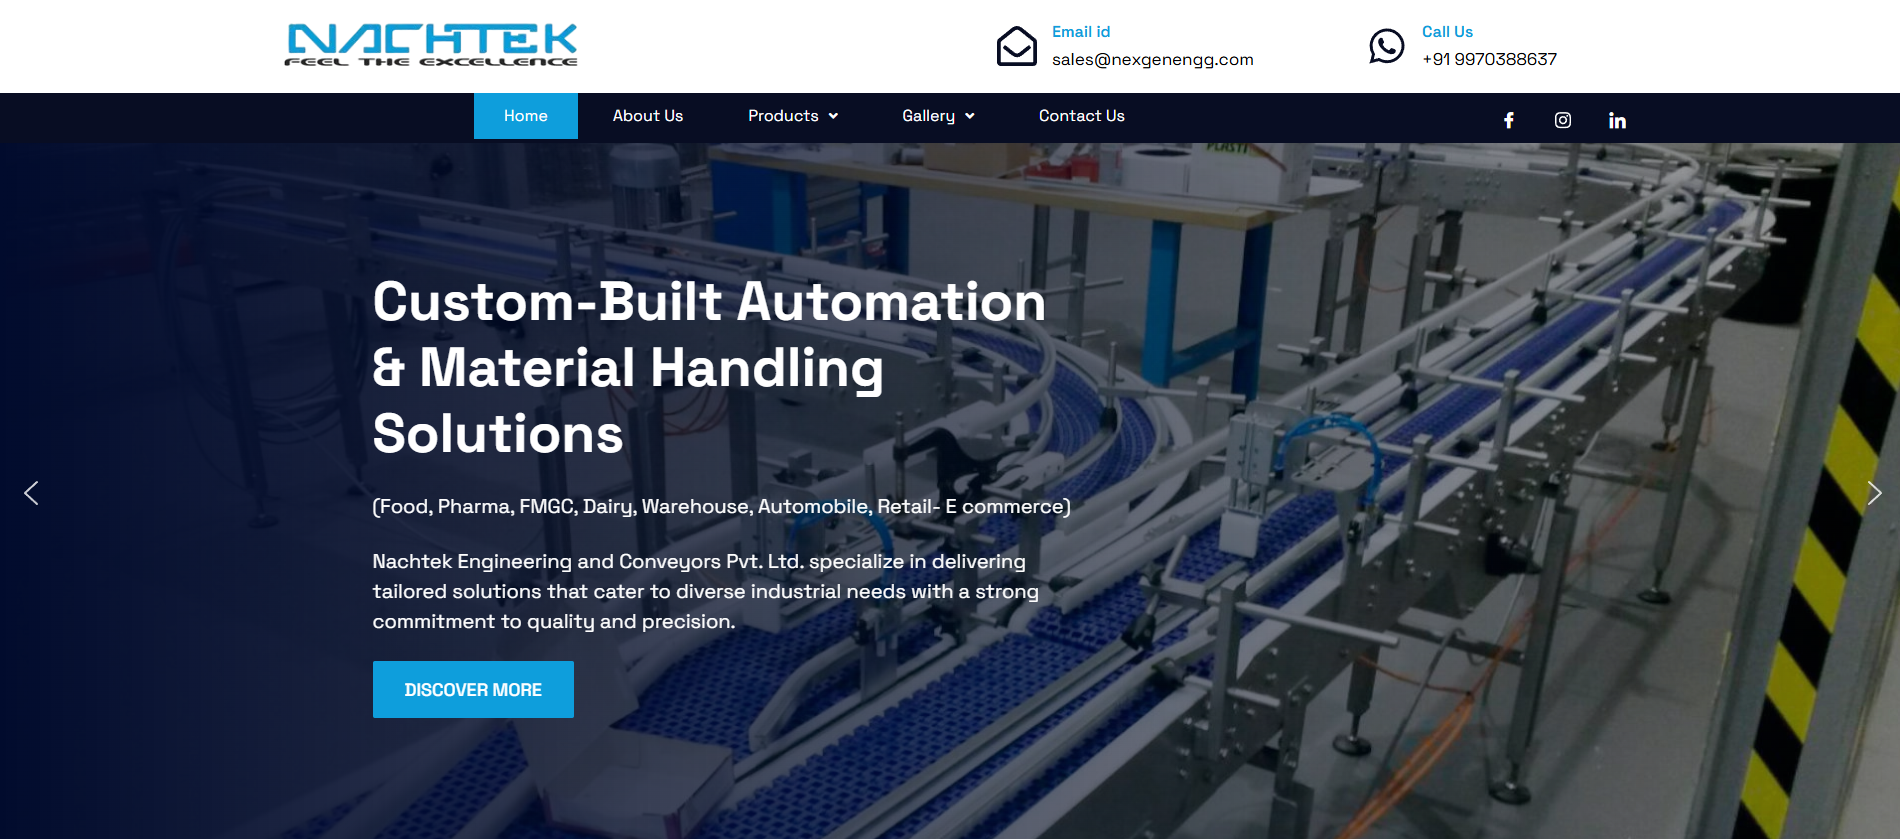 NACHTEK
FEEL THE EXCELLENCE
Email id
sales@nexgenengg.com
Call Us
+91 9970388637
Home
About Us
Products
Gallery
Contact Us
PLASTI
Custom-Built Automation
& Material Handling
Solutions
(Food, Pharma, FMGC, Dairy, Warehouse, Automobile, Retail- E commerce)
Nachtek Engineering and Conveyors Pvt. Ltd. specialize in delivering
tailored solutions that cater to diverse industrial needs with a strong
commitment to quality and precision.
DISCOVER MORE